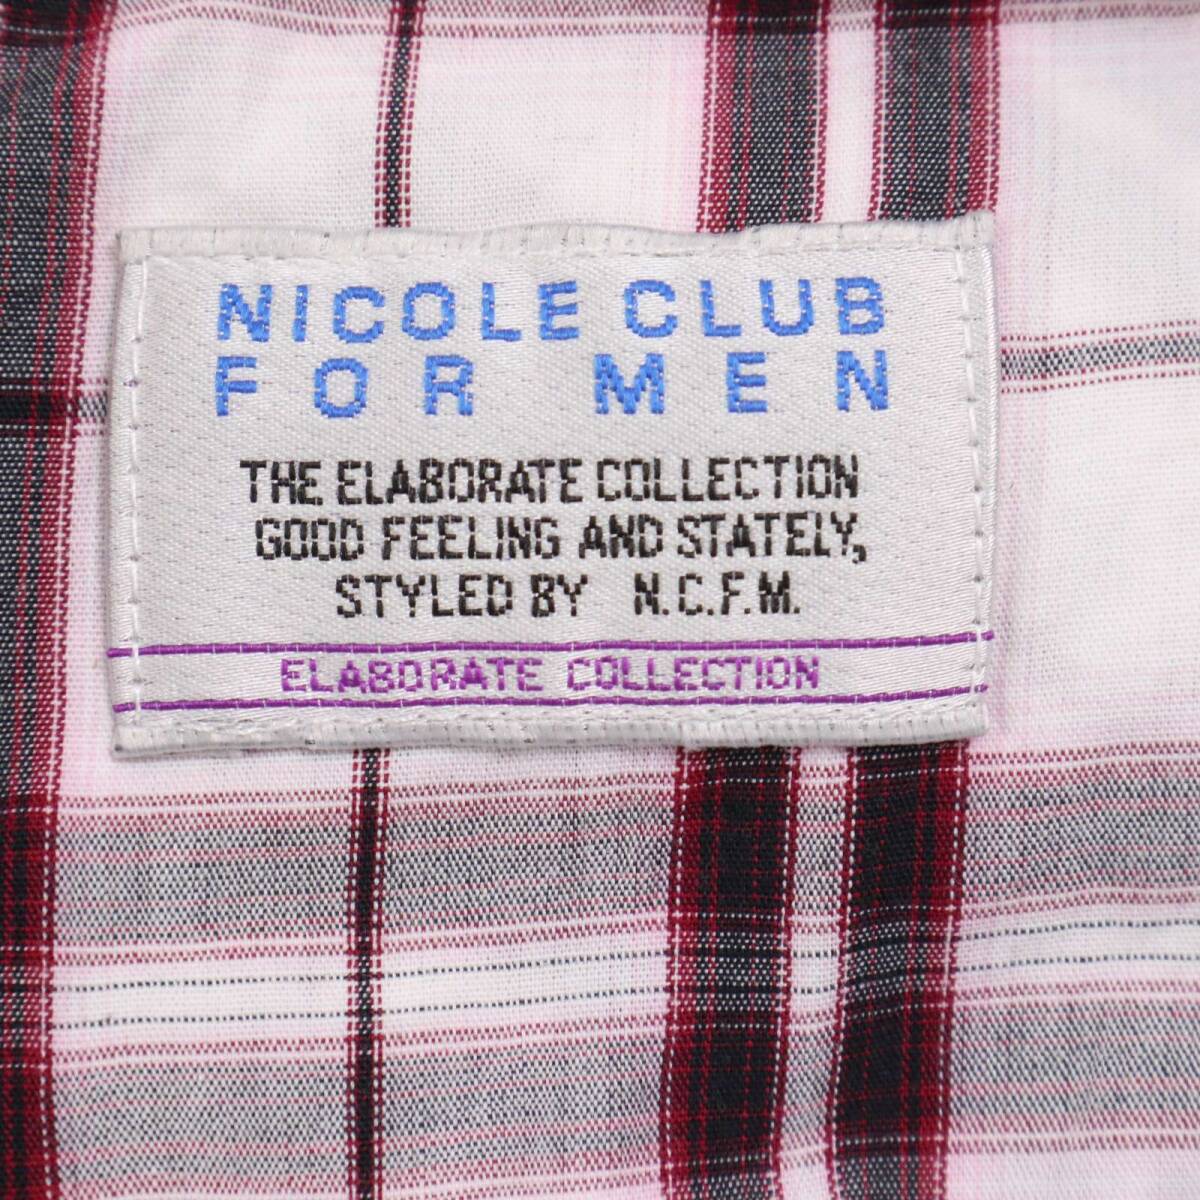 NICOLE CLUB
FOR MEN
THE ELABORATE COLLECTION
GOOD FEELING AND STATELY,
STYLED BY N.C.F.M.
ELABORATE COLLECTION